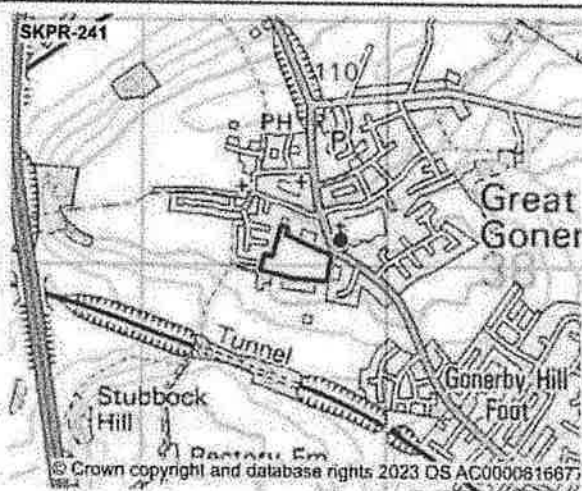 SKPR-241
110
PH
P
Great
Goner
Tunnel
Gonerby Hill
Foot
Stubbock
Hill
© Crown copyright and database rights 2023 OS